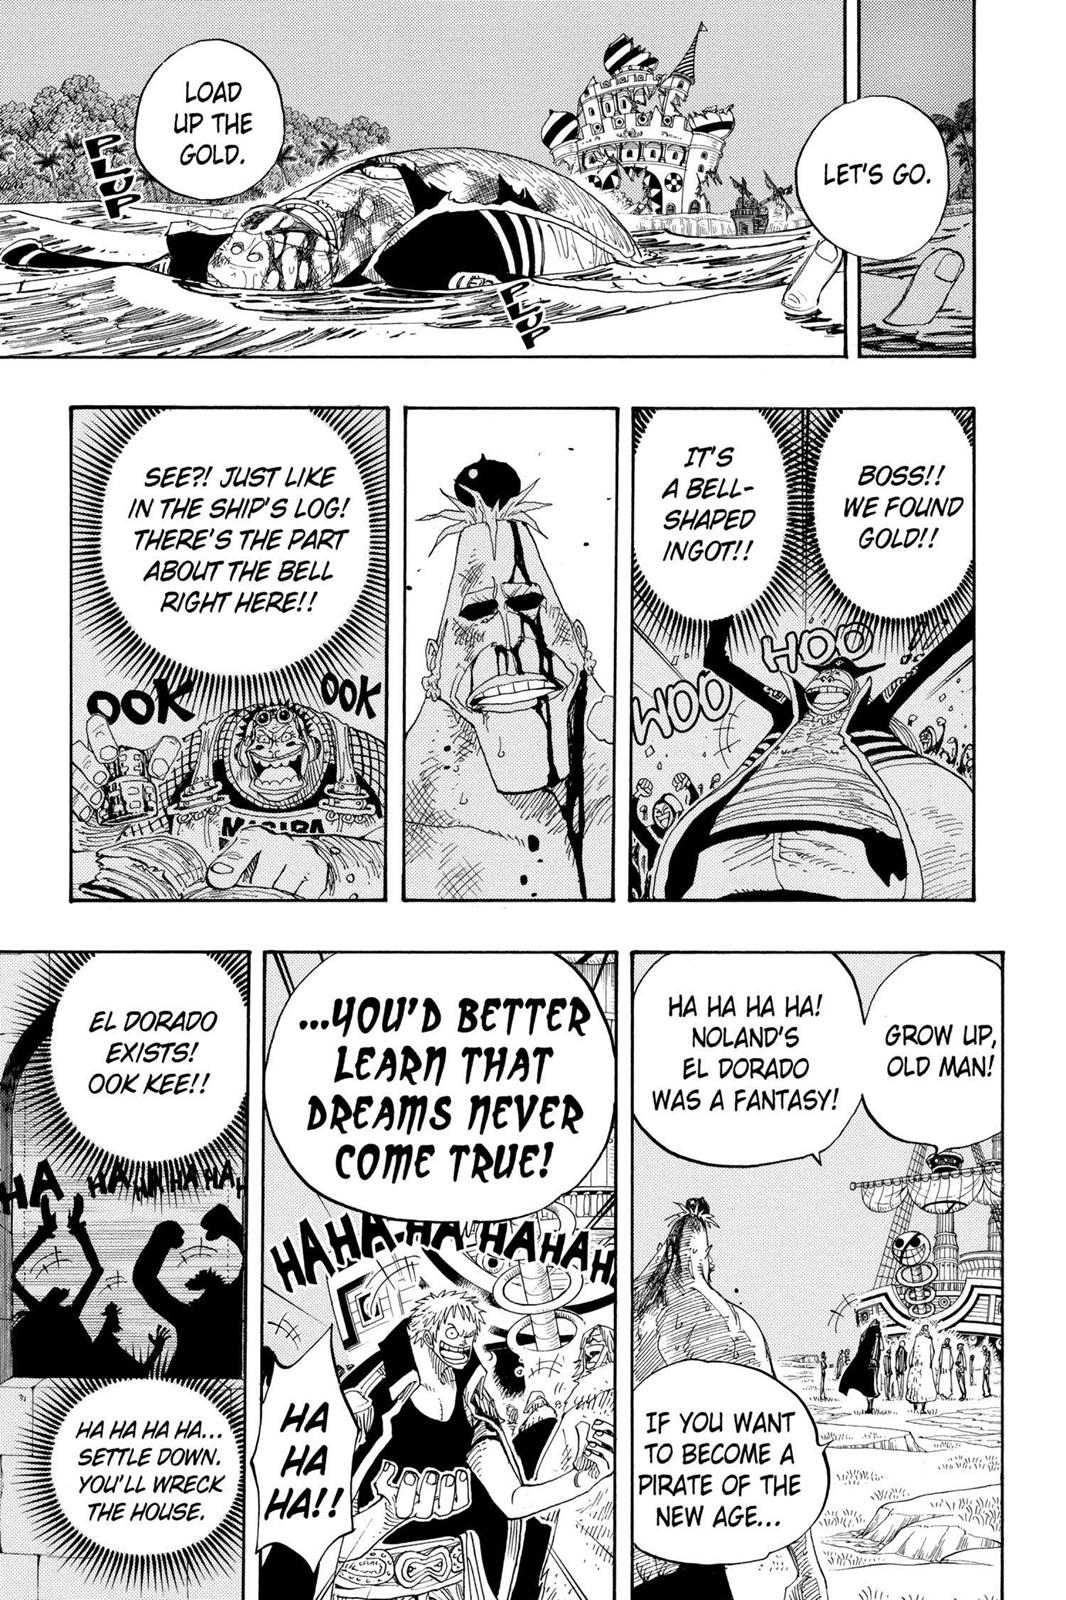 LET'S GO.
LOAD
UP THE
GOLD.
PLUP
PLUP
BOSS!!
WE FOUND
GOLD!!
IT'S
A BELL-
SHAPED
INGOT!!
HOO
WOO
SEE?! JUST LIKE
IN THE SHIP'S LOG!
THERE'S THE PART
ABOUT THE BELL
RIGHT HERE!!
OOK
OOK
MASIRA
GROW UP,
OLD MAN!
HA HA HA HA!
NOLAND'S
EL DORADO
WAS A FANTASY!
IF YOU WANT
TO BECOME A
PIRATE OF THE
NEW AGE...
...YOU'D BETTER
LEARN THAT
DREAMS NEVER
COME TRUE!
HAHA-HA HAHAHA
HA
HA
HA!!
EL DORADO
EXISTS!
OOK KEE!!
HA HA HA HA HA
HA HA HA HA...
SETTLE DOWN.
YOU'LL WRECK
THE HOUSE.